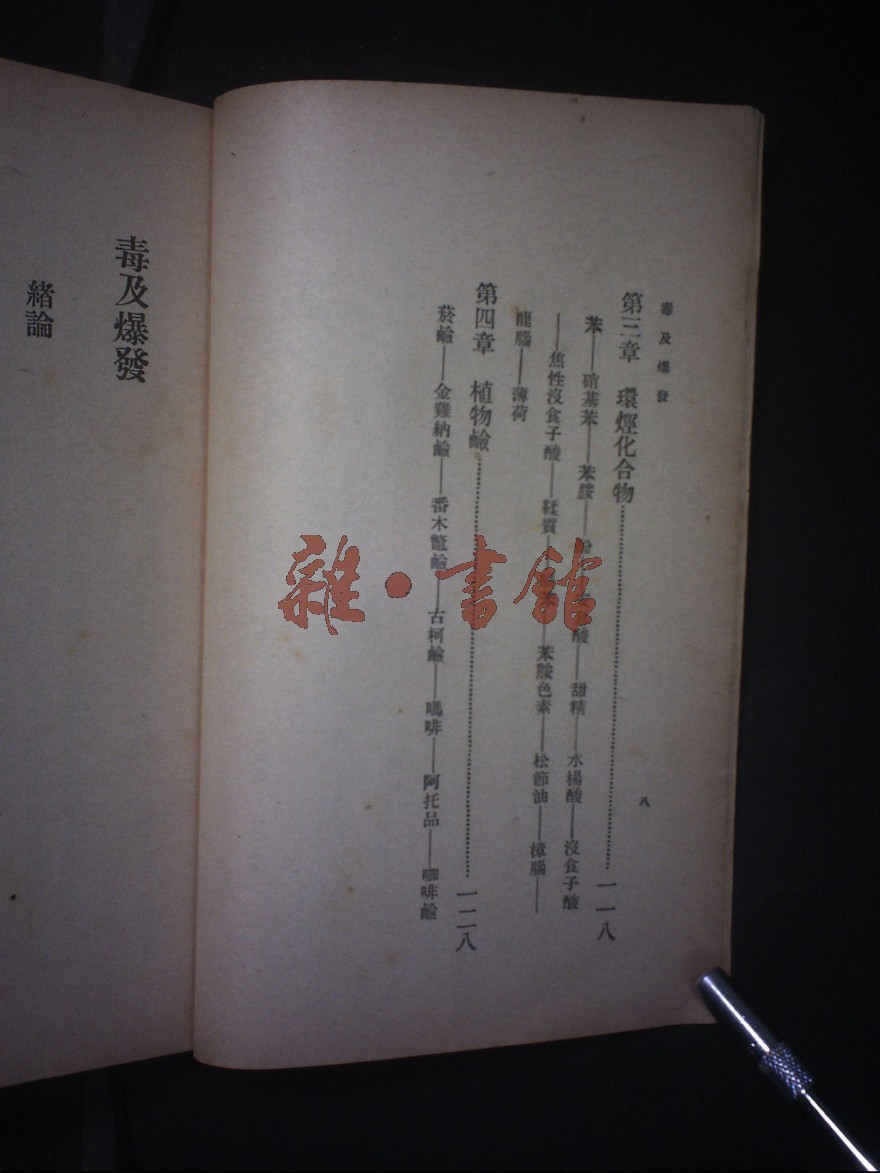 毒及爆發
八
第三章　環烴化合物……一一八
苯——硝基苯——苯胺——酸——甜精——水楊酸——沒食子酸
——焦性沒食子酸——鞣質——苯胺色素——松節油——樟腦——
龍腦——薄荷
第四章　植物鹼……一二八
菸鹼——金雞納鹼——番木鼈鹼——古柯鹼——嗎啡——阿托品——咖啡鹼
毒及爆發
緒論
雜·書館